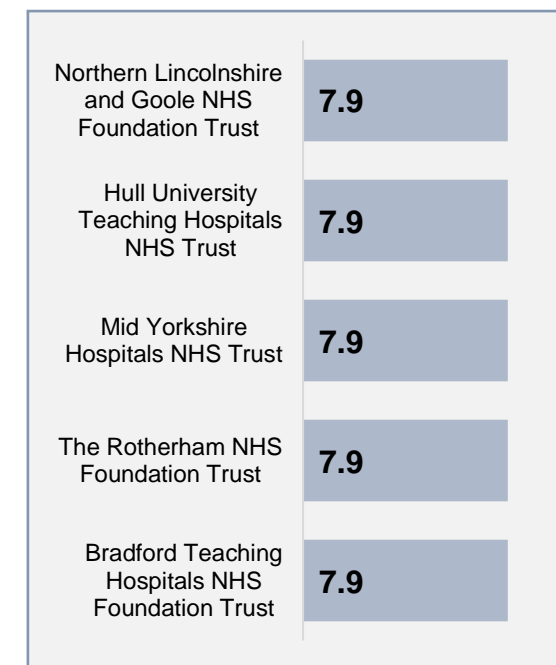 Northern Lincolnshire
and Goole NHS
Foundation Trust
7.9
Hull University
Teaching Hospitals
NHS Trust
7.9
Mid Yorkshire
Hospitals NHS Trust
7.9
The Rotherham NHS
Foundation Trust
7.9
Bradford Teaching
Hospitals NHS
Foundation Trust
7.9